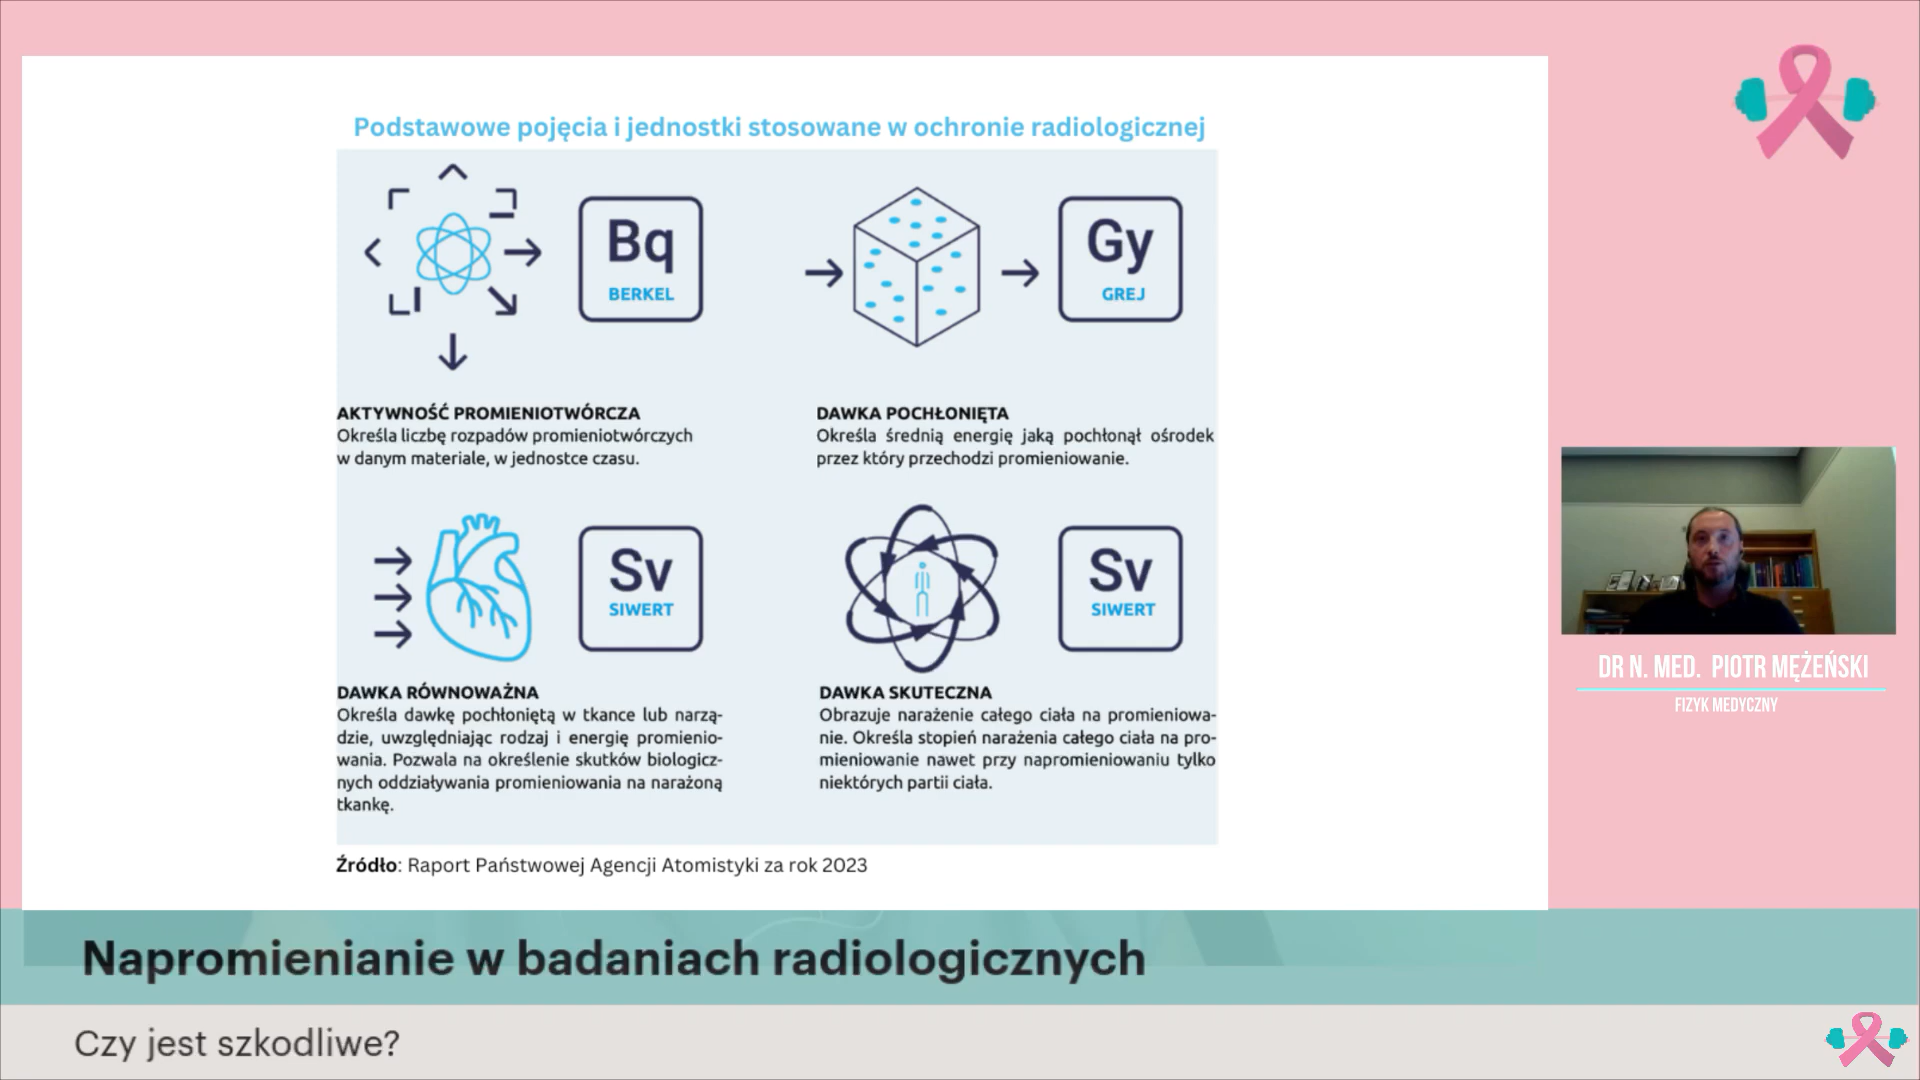 Podstawowe pojęcia i jednostki stosowane w ochronie radiologicznej
Bq
BERKEL
Gy
GREJ
AKTYWNOŚĆ PROMIENIOTWÓRCZA
Określa liczbę rozpadów promieniotwórczych
w danym materiale, w jednostce czasu.
DAWKA POCHŁONIĘTA
Określa średnią energię jaką pochłonął ośrodek
przez który przechodzi promieniowanie.
Sv
SIWERT
Sv
SIWERT
DAWKA RÓWNOWAŻNA
Określa dawkę pochłoniętą w tkance lub narzą-
dzie, uwzględniając rodzaj i energię promienio-
wania. Pozwala na określenie skutków biologicz-
nych oddziaływania promieniowania na narażoną
tkankę.
DAWKA SKUTECZNA
Obrazuje narażenie całego ciała na promieniowa-
nie. Określa stopień narażenia całego ciała na pro-
mieniowanie nawet przy napromieniowaniu tylko
niektórych partii ciała.
Źródło: Raport Państwowej Agencji Atomistyki za rok 2023
DR N. MED. PIOTR MĘŻEŃSKI
FIZYK MEDYCZNY
Napromienianie w badaniach radiologicznych
Czy jest szkodliwe?